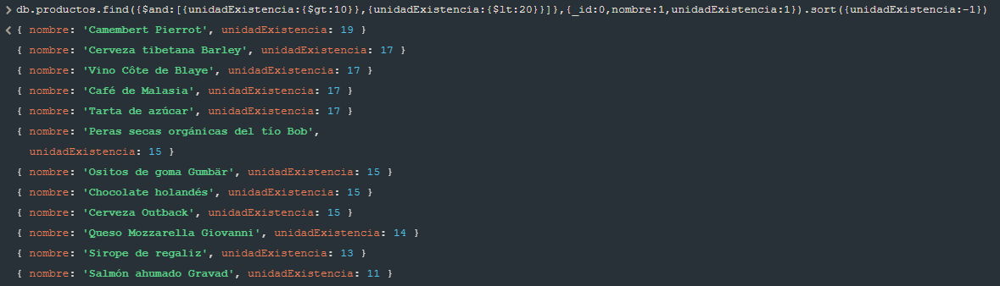 > db.productos.find({$and:[{unidadExistencia:{$gt:10}},{unidadExistencia:{$lt:20}}]},{_id:0,nombre:1,unidadExistencia:1}).sort({unidadExistencia:-1})
< { nombre: 'Camembert Pierrot', unidadExistencia: 19 }
{ nombre: 'Cerveza tibetana Barley', unidadExistencia: 17 }
{ nombre: 'Vino Côte de Blaye', unidadExistencia: 17 }
{ nombre: 'Café de Malasia', unidadExistencia: 17 }
{ nombre: 'Tarta de azúcar', unidadExistencia: 17 }
{ nombre: 'Peras secas orgánicas del tío Bob',
unidadExistencia: 15 }
{ nombre: 'Ositos de goma Gumbär', unidadExistencia: 15 }
{ nombre: 'Chocolate holandés', unidadExistencia: 15 }
{ nombre: 'Cerveza Outback', unidadExistencia: 15 }
{ nombre: 'Queso Mozzarella Giovanni', unidadExistencia: 14 }
{ nombre: 'Sirope de regaliz', unidadExistencia: 13 }
{ nombre: 'Salmón ahumado Gravad', unidadExistencia: 11 }